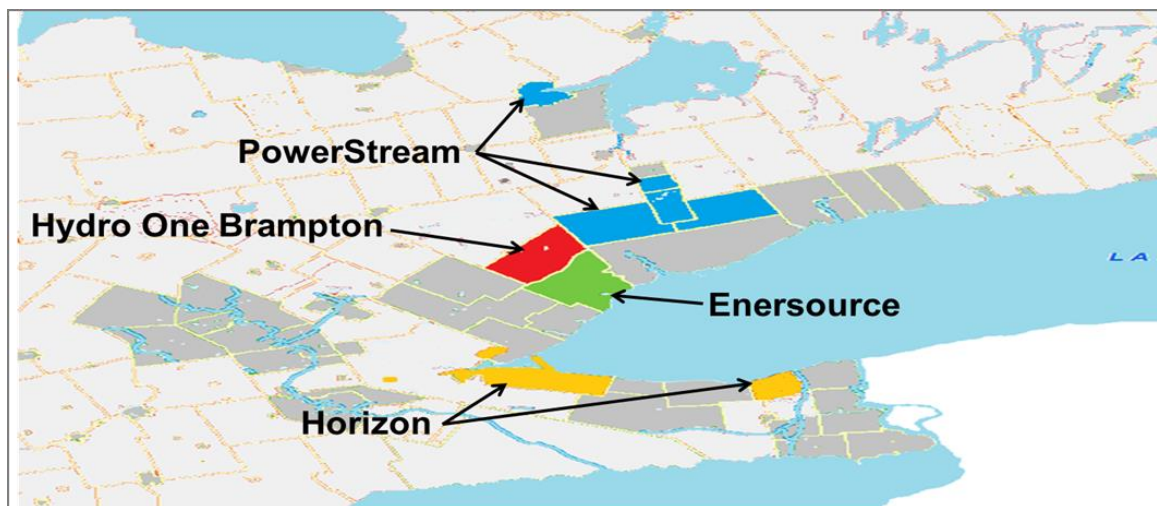 PowerStream
Hydro One Brampton
L A
Enersource
Horizon